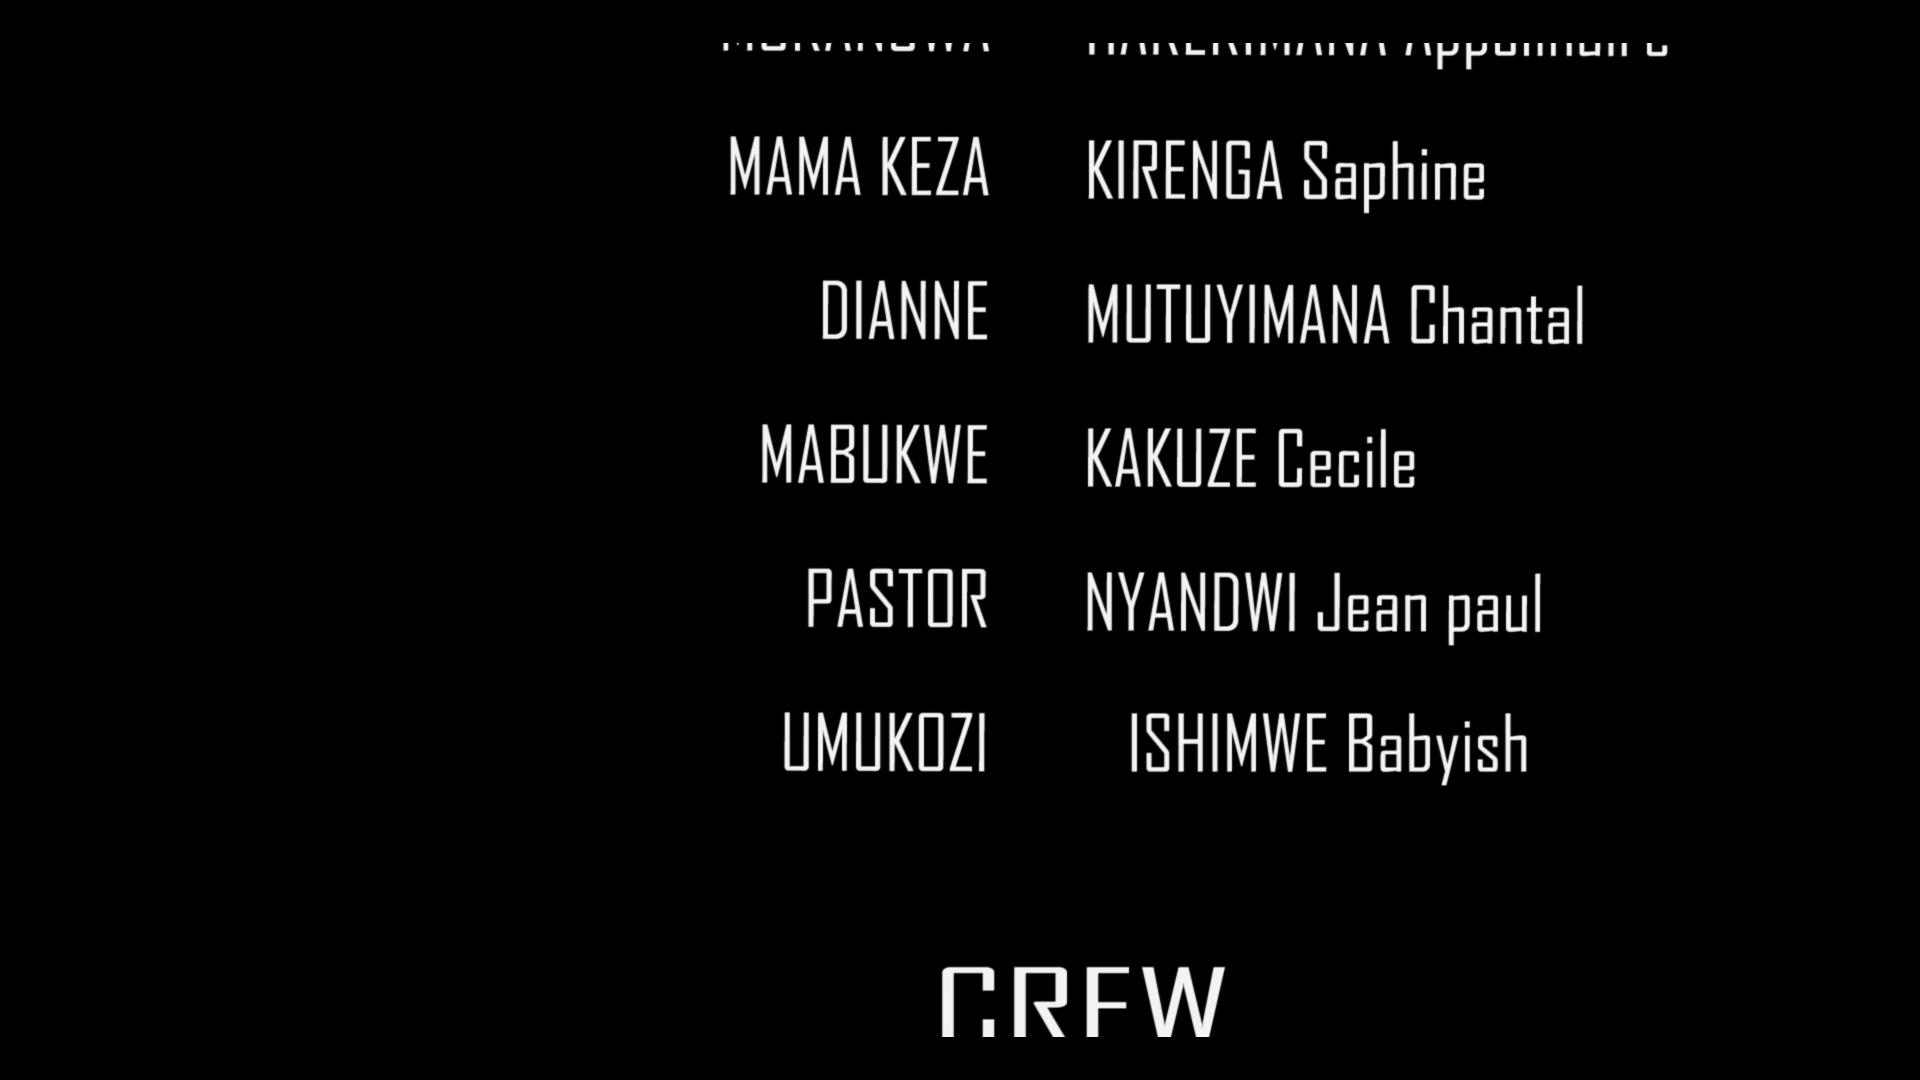 MAMA KEZA KIRENGA Saphine
DIANNE MUTUYIMANA Chantal
MABUKWE KAKUZE Cecile
PASTOR NYANDWI Jean paul
UMUKOZI ISHIMWE Babyish
CREW